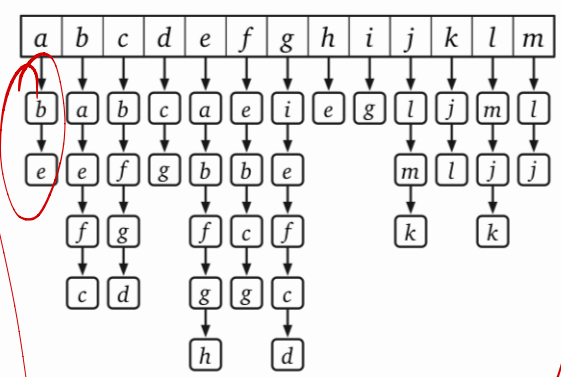 a b c d e f g h i j k l m
b a b c a e i e g l j m l
e e f g b b e m l j j
f g f c f k k
c d g g c
h d